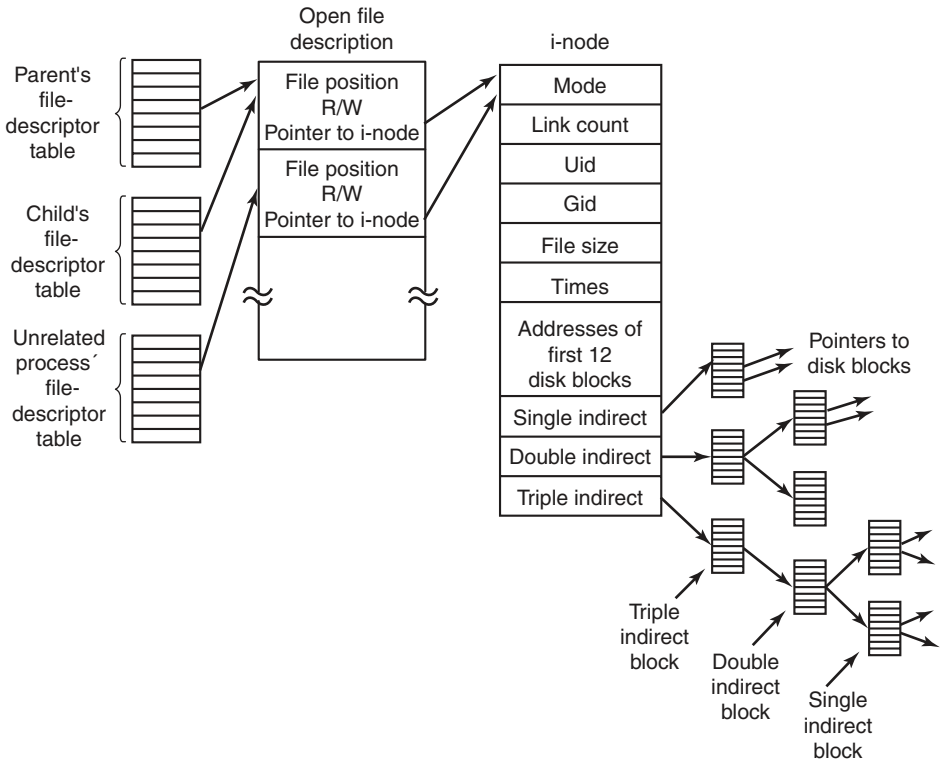 Parent's
file-
descriptor
table
Child's
file-
descriptor
table
Unrelated
process´
file-
descriptor
table
Open file
description
File position
R/W
Pointer to i-node
File position
R/W
Pointer to i-node
i-node
Mode
Link count
Uid
Gid
File size
Times
Addresses of
first 12
disk blocks
Single indirect
Double indirect
Triple indirect
Pointers to
disk blocks
Triple
indirect
block
Double
indirect
block
Single
indirect
block